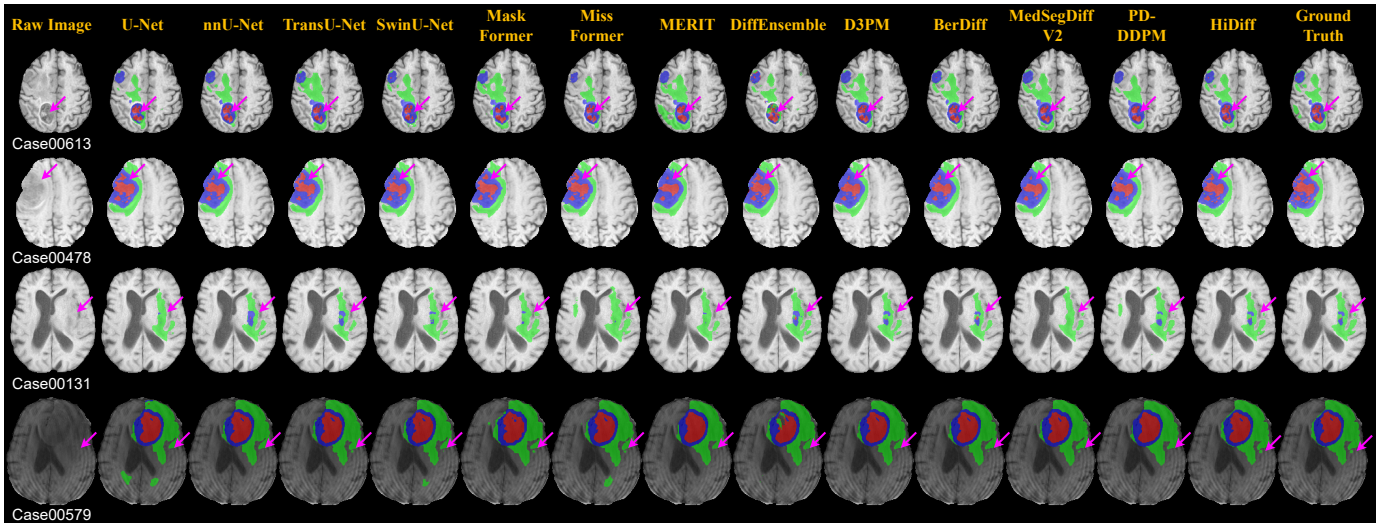 Raw Image U-Net nnU-Net TransU-Net SwinU-Net Mask Former Miss Former MERIT DiffEnsemble D3PM BerDiff MedSegDiff V2 PD-DDPM HiDiff Ground Truth
Case00613
Case00478
Case00131
Case00579